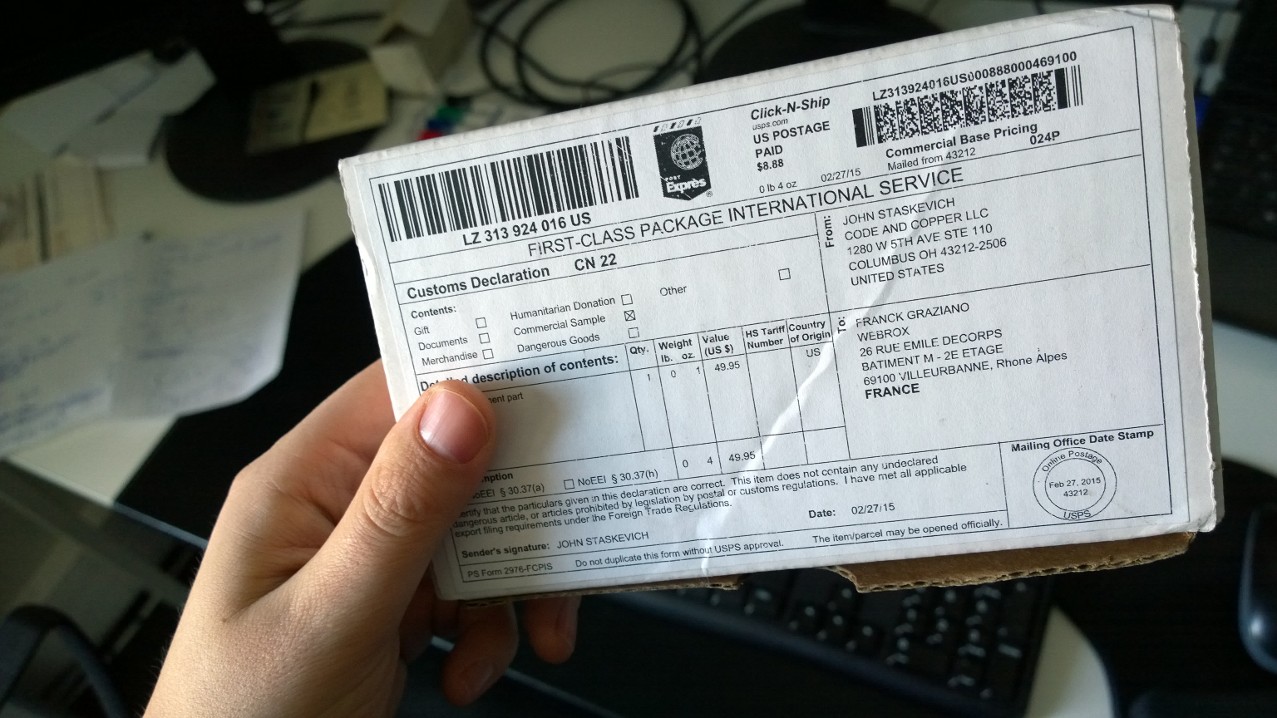 LZ 313 924 016 US
POST
Exprès
Click-N-Ship
usps.com
US POSTAGE
PAID
$8.88
0 lb 4 oz 02/27/15
LZ313924016US000888000469100
Commercial Base Pricing
Mailed from 43212 024P
FIRST-CLASS PACKAGE INTERNATIONAL SERVICE
Customs Declaration CN 22
Contents:
Gift
Documents
Merchandise
Humanitarian Donation
Commercial Sample
Dangerous Goods
Other
From:
JOHN STASKEVICH
CODE AND COPPER LLC
1280 W 5TH AVE STE 110
COLUMBUS OH 43212-2506
UNITED STATES
To:
FRANCK GRAZIANO
WEBROX
26 RUE EMILE DECORPS
BATIMENT M - 2E ETAGE
69100 VILLEURBANNE, Rhone Alpes
FRANCE
description of contents:
Qty.
Weight
lb. oz.
Value
(US $)
HS Tariff
Number
Country
of Origin
part 1 0 1 49.95 US
0 4 49.95
NoEEI § 30.37(a) NoEEI § 30.37(h)
certify that the particulars given in this declaration are correct. This item does not contain any undeclared
dangerous article, or articles prohibited by legislation by postal or customs regulations. I have met all applicable
export filing requirements under the Foreign Trade Regulations.
Sender's signature: JOHN STASKEVICH Date: 02/27/15
PS Form 2976-FCPIS Do not duplicate this form without USPS approval. The item/parcel may be opened officially.
Mailing Office Date Stamp
Online Postage
Feb 27, 2015
43212
USPS